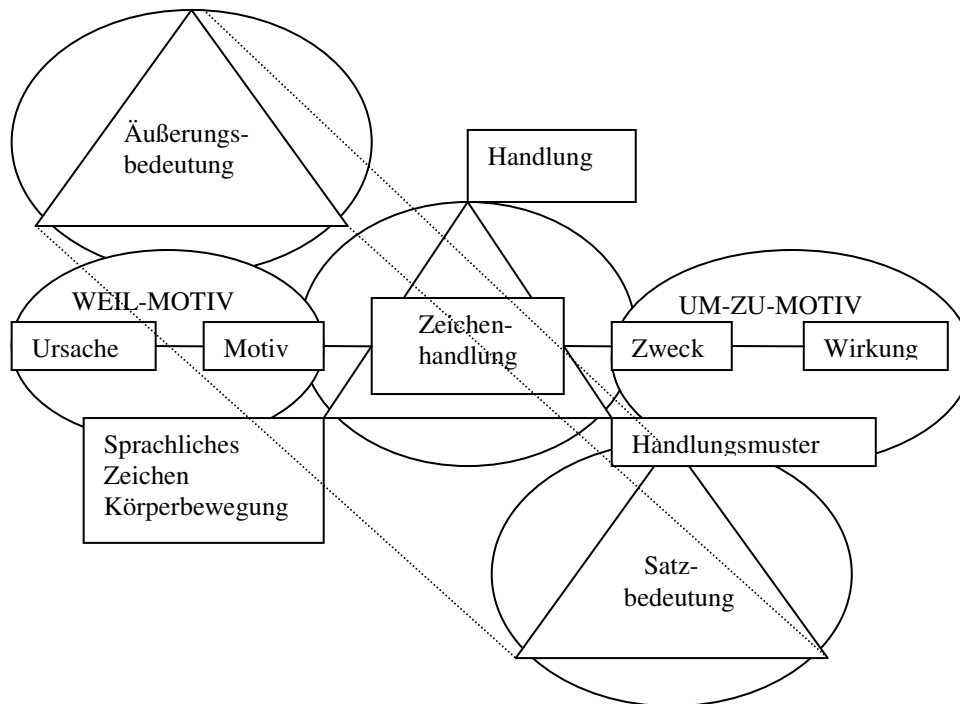 Äußerungs-
bedeutung
Handlung
WEIL-MOTIV
UM-ZU-MOTIV
Zeichen-
handlung
Ursache
Motiv
Zweck
Wirkung
Sprachliches
Zeichen
Körperbewegung
Handlungsmuster
Satz-
bedeutung